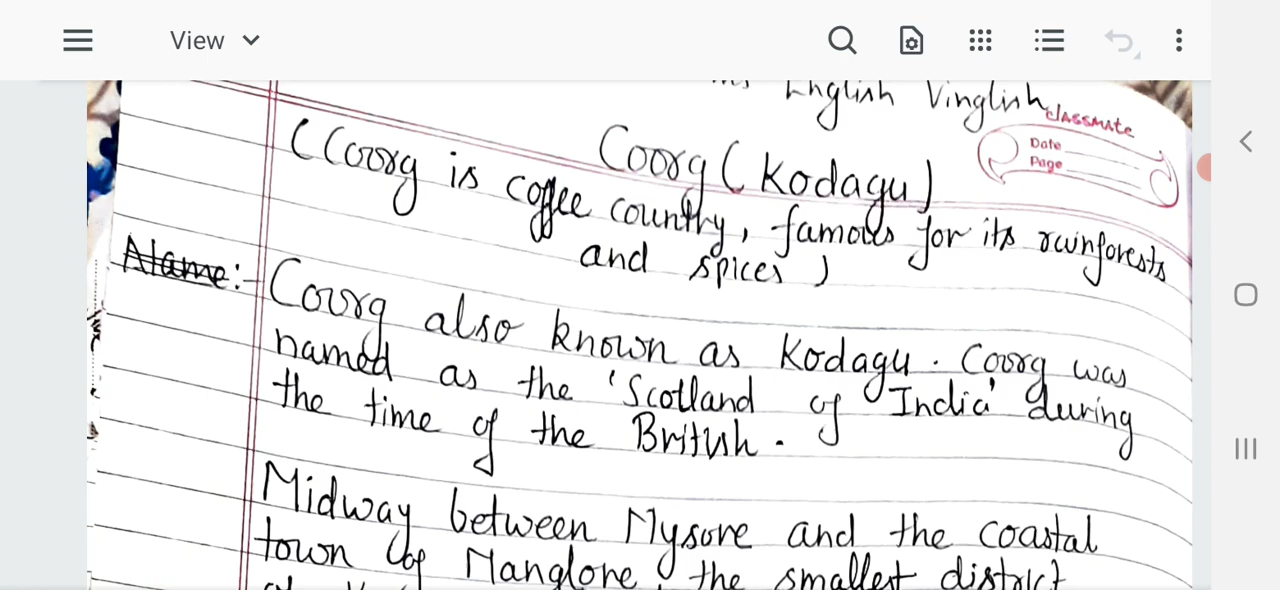 View
English Vinglish
classmate
Date
Page
Coorg (Kodagu)
(Coorg is coffee country, famous for its rainforests
and spices)
Name:-
Coorg also known as Kodagu. Coorg was
named as the 'Scotland of India' during
the time of the British.
Midway between Mysore and the coastal
town of Manglore, the smallest district